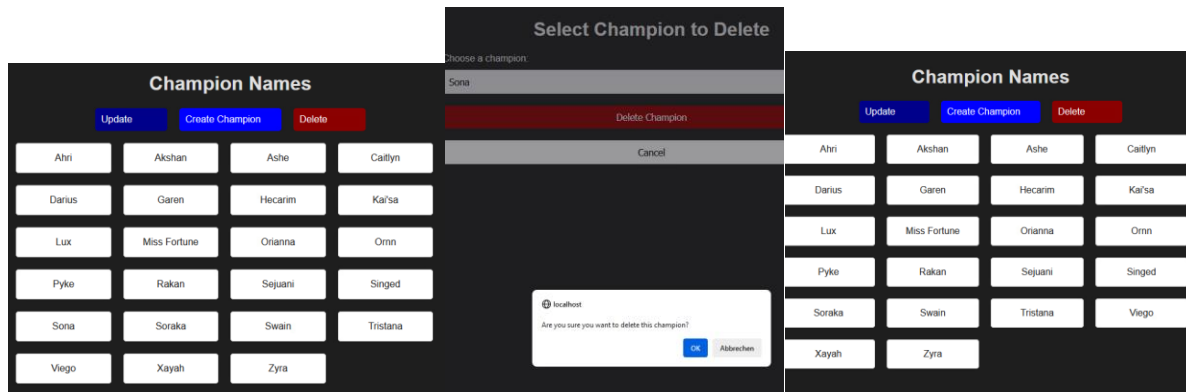 Champion Names
Update Create Champion Delete
Ahri Akshan Ashe Caitlyn
Darius Garen Hecarim Kai'sa
Lux Miss Fortune Orianna Ornn
Pyke Rakan Sejuani Singed
Sona Soraka Swain Tristana
Viego Xayah Zyra
Select Champion to Delete
Choose a champion:
Sona
Delete Champion
Cancel
localhost
Are you sure you want to delete this champion?
OK Abbrechen
Champion Names
Update Create Champion Delete
Ahri Akshan Ashe Caitlyn
Darius Garen Hecarim Kai'sa
Lux Miss Fortune Orianna Ornn
Pyke Rakan Sejuani Singed
Soraka Swain Tristana Viego
Xayah Zyra